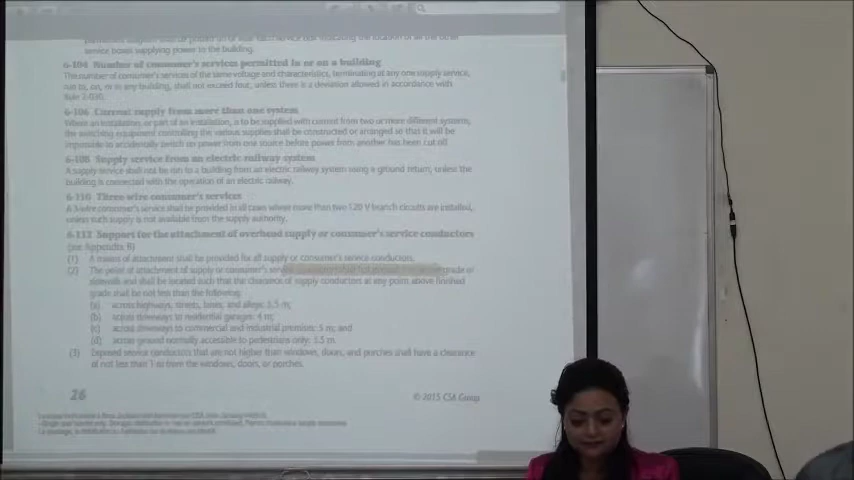 service boxes supplying power to the building.
6-104 Number of consumer's services permitted in or on a building
The number of consumer's services of the same voltage and characteristics, terminating at any one supply service,
run to, on, or in any building, shall not exceed four, unless there is a deviation allowed in accordance with
Rule 2-030.
6-106 Current supply from more than one system
Where an installation, or part of an installation, is to be supplied with current from two or more different systems,
the switching equipment controlling the various supplies shall be constructed or arranged so that it will be
impossible to accidentally switch on power from one source before power from another has been cut off
6-108 Supply service from an electric railway system
A supply service shall not be run to a building from an electric railway system using a ground return, unless the
building is connected with the operation of an electric railway.
6-110 Three wire consumer's services
A 3-wire consumer's service shall be provided in all cases where more than two 120 V branch circuits are installed,
unless such supply is not available from the supply authority.
6-112 Support for the attachment of overhead supply or consumer's service conductors
(see Appendix B)
(1) A means of attachment shall be provided for all supply or consumer's service conductors.
(2) The point of attachment of supply or consumer's service grade or
sidewalk and shall be located such that the clearance of supply conductors at any point above finished
grade shall be not less than the following:
(a) across highways, streets, lanes, and alleys: 5.5 m;
(b) across driveways to residential garages: 4 m;
(c) across driveways to commercial and industrial premises: 5 m; and
(d) across ground normally accessible to pedestrians only: 3.5 m.
(3) Exposed service conductors that are not higher than windows, doors, and porches shall have a clearance
of not less than 1 m from the windows, doors, or porches.
26
© 2015 CSA Group